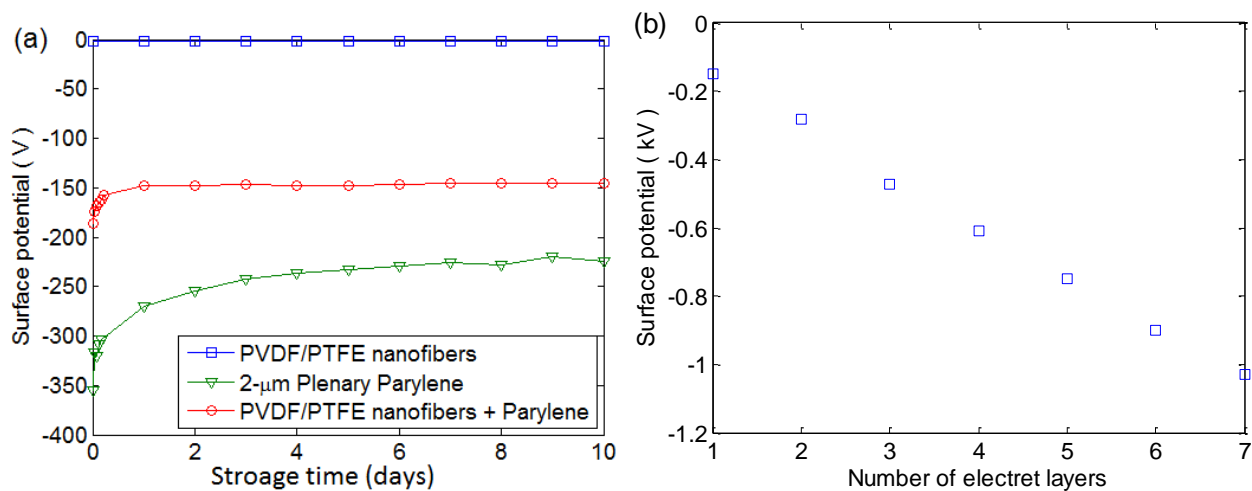 (a)
Surface potential ( V )
0
-50
-100
-150
-200
-250
-300
-350
-400
PVDF/PTFE nanofibers
2-μm Plenary Parylene
PVDF/PTFE nanofibers + Parylene
0 2 4 6 8 10
Stroage time (days)
(b)
Surface potential ( kV )
0
-0.2
-0.4
-0.6
-0.8
-1
-1.2
1 2 3 4 5 6 7
Number of electret layers